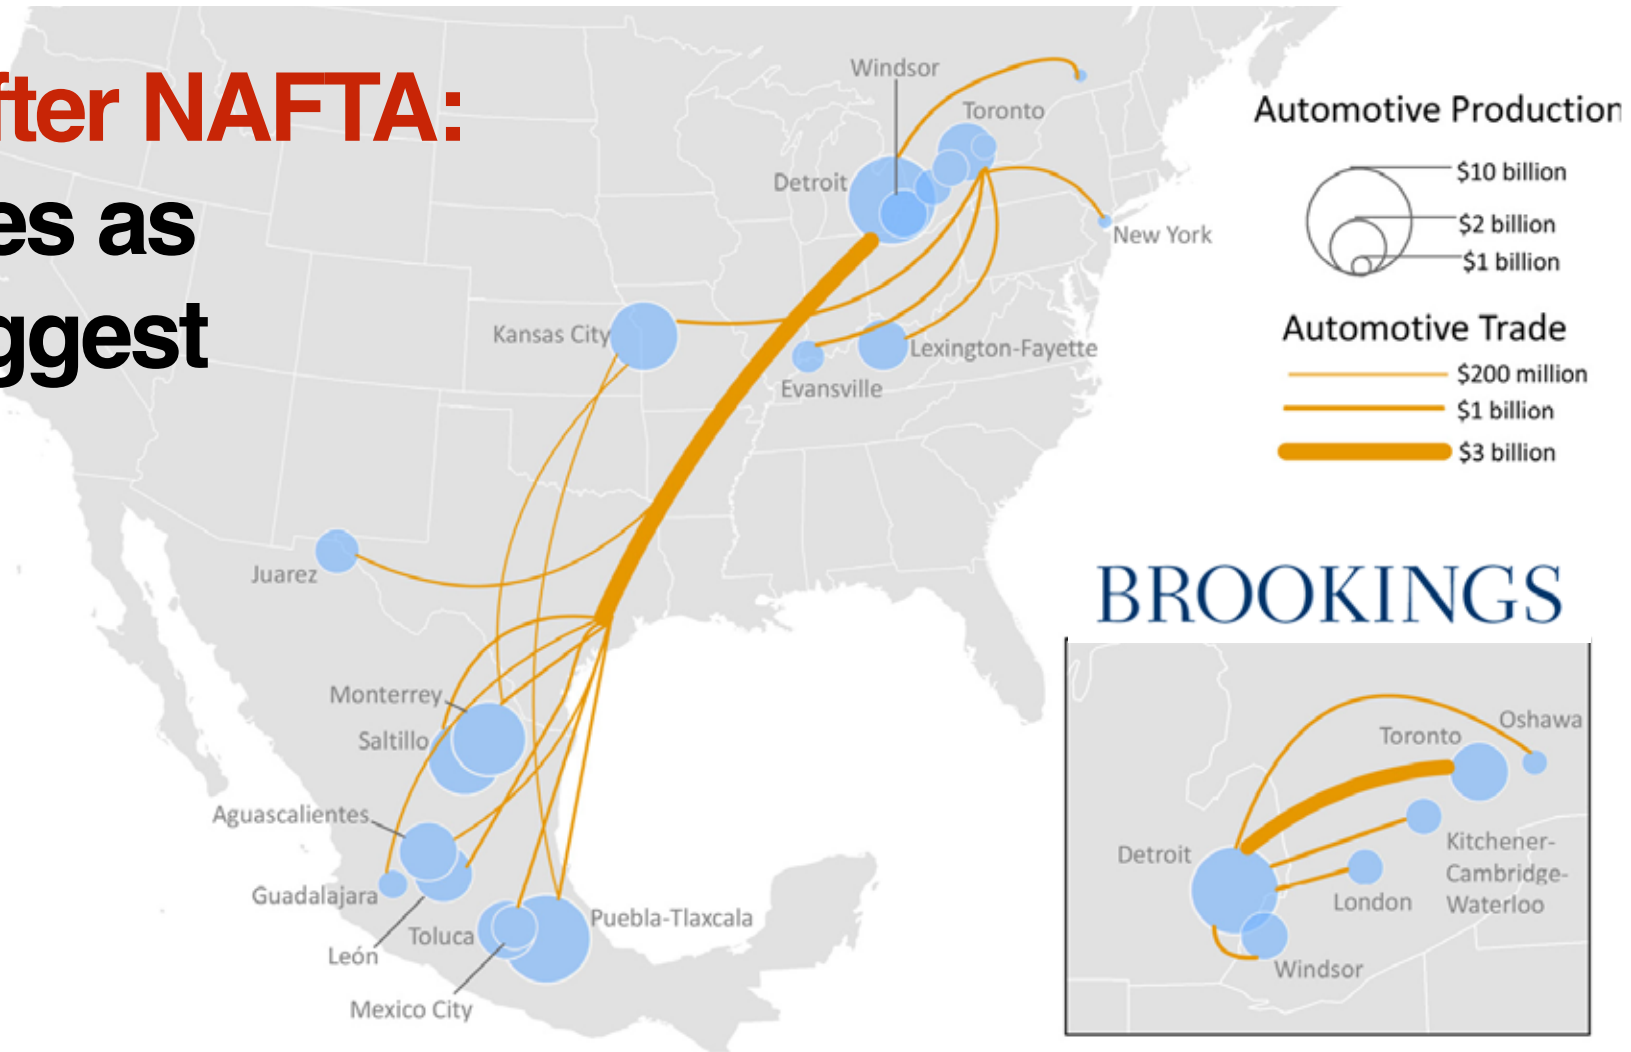 fter NAFTA:
es as
ggest
Windsor
Toronto
Detroit
New York
Kansas City
Lexington-Fayette
Evansville
Juarez
Monterrey
Saltillo
Aguascalientes
Guadalajara
León
Toluca
Puebla-Tlaxcala
Mexico City
Automotive Production
$10 billion
$2 billion
$1 billion
Automotive Trade
$200 million
$1 billion
$3 billion
BROOKINGS
Oshawa
Toronto
Detroit
Kitchener-
Cambridge-
Waterloo
London
Windsor